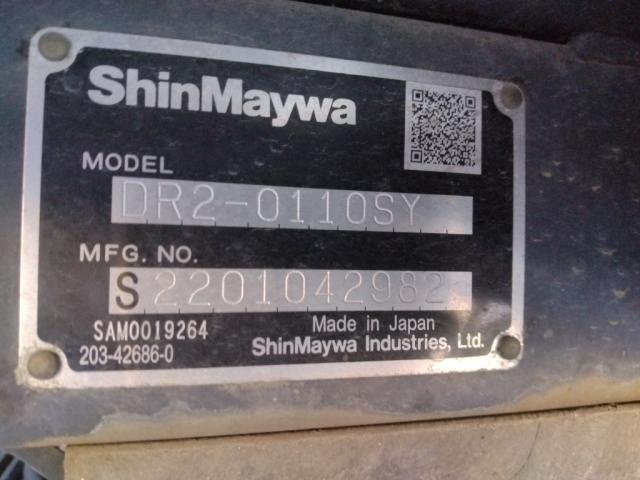 ShinMaywa
MODEL
DR2-0110SY
MFG. NO.
S2201042982
SAM0019264
203-42686-0
Made in Japan
ShinMaywa Industries, Ltd.